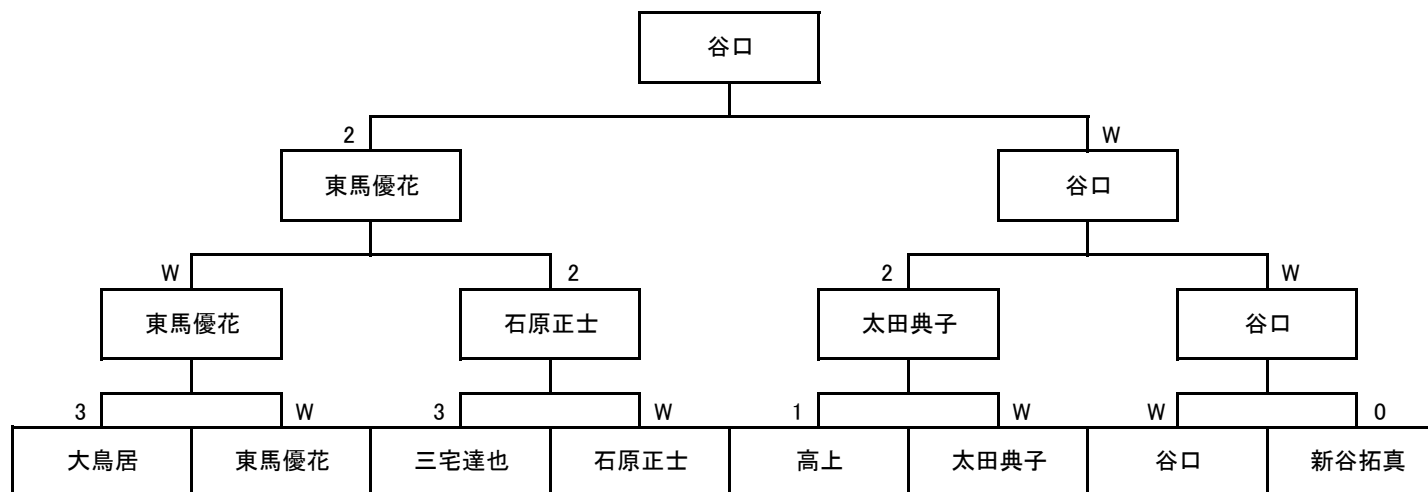 谷口
2 W
東馬優花 谷口
W 2 2 W
東馬優花 石原正士 太田典子 谷口
3 W 3 W 1 W W 0
大鳥居 東馬優花 三宅達也 石原正士 高上 太田典子 谷口 新谷拓真